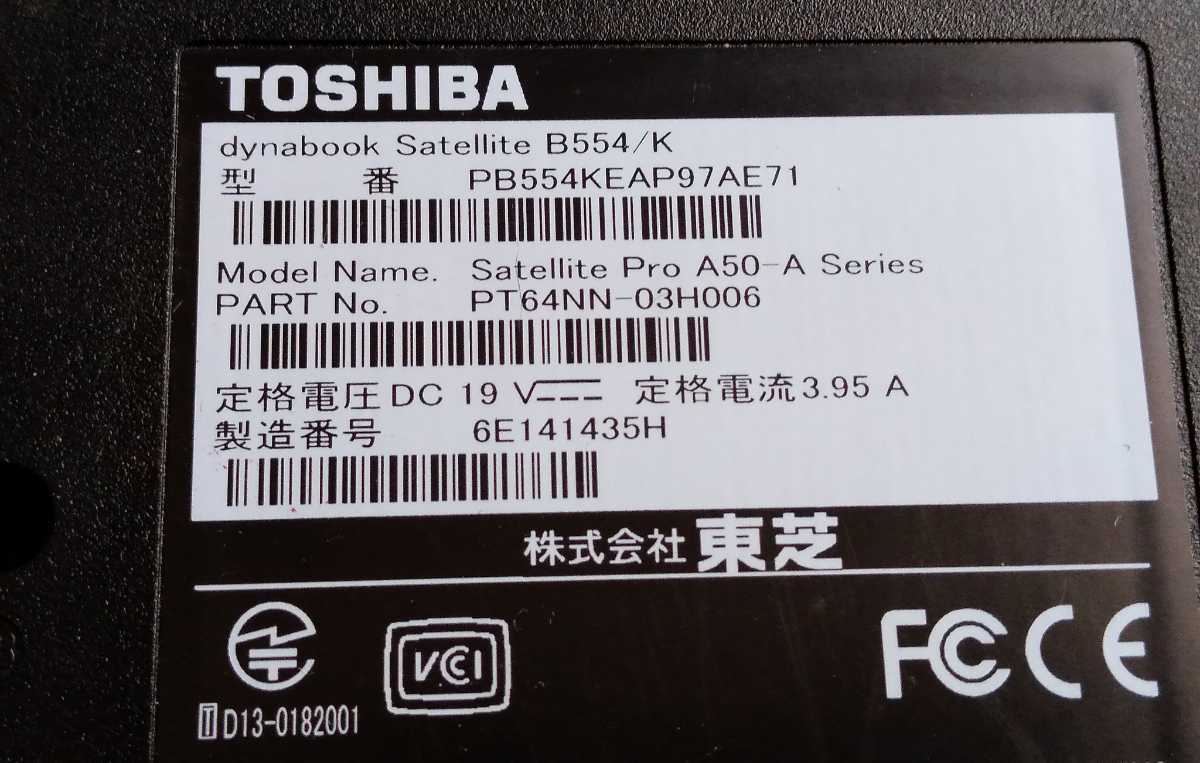 TOSHIBA
dynabook Satellite B554/K
型 番 PB554KEAP97AE71
Model Name. Satellite Pro A50-A Series
PART No. PT64NN-03H006
定格電圧 DC 19 V 定格電流 3.95 A
製造番号 6E141435H
株式会社 東芝
VCCI FC CE
T D13-0182001